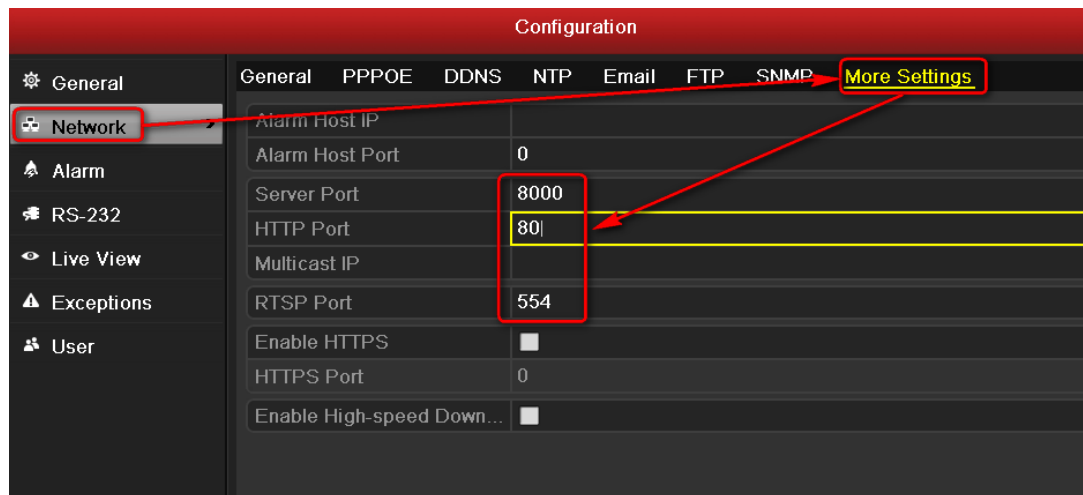 Configuration
General
Network
Alarm
RS-232
Live View
Exceptions
User
General PPPOE DDNS NTP Email FTP SNMP More Settings
Alarm Host IP
Alarm Host Port 0
Server Port 8000
HTTP Port 80
Multicast IP
RTSP Port 554
Enable HTTPS
HTTPS Port 0
Enable High-speed Down...